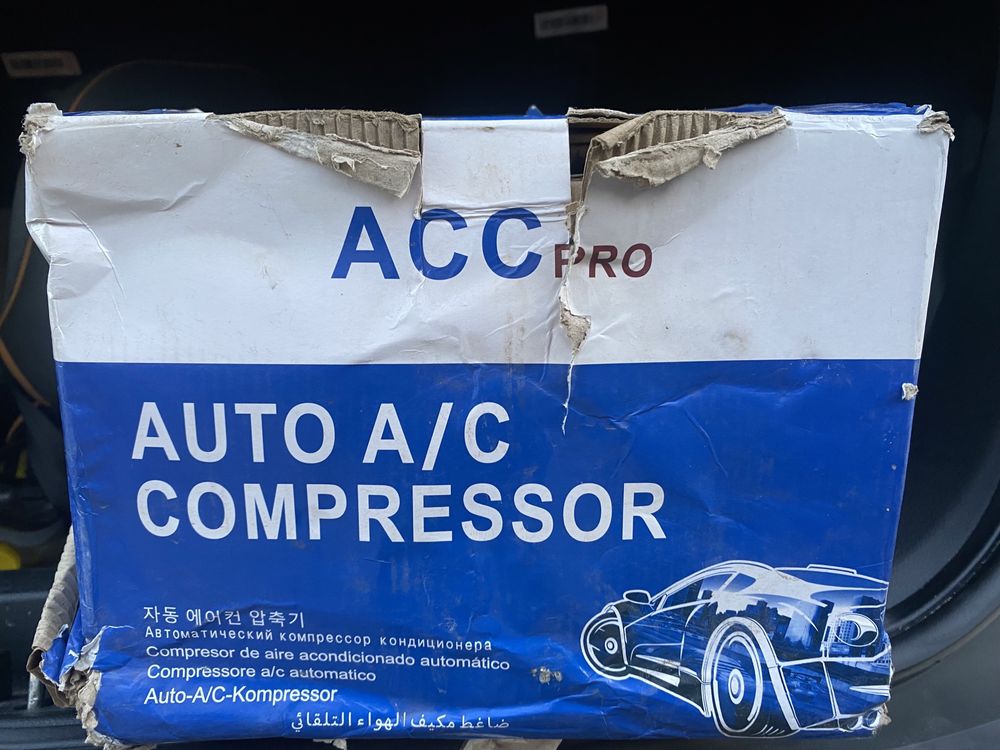 ACC PRO
AUTO A/C
COMPRESSOR
자동 에어컨 압축기
Автоматический компрессор кондиционера
Compresor de aire acondicionado automático
Compressore a/c automatico
Auto-A/C-Kompressor
ضاغط مكيف الهواء التلقائي